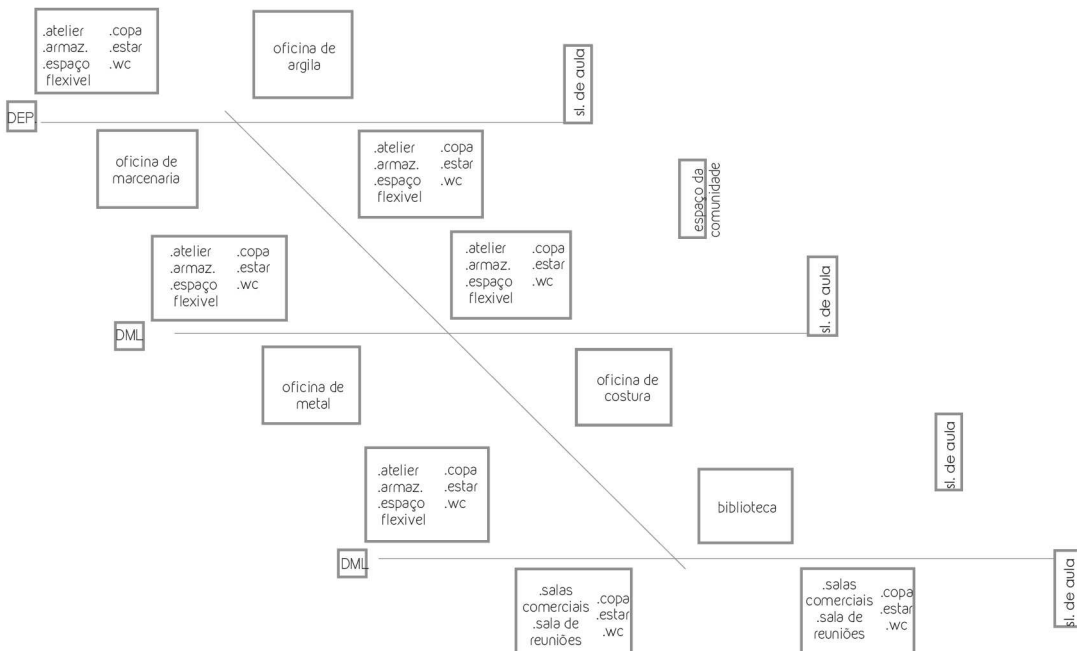 .atelier
.armaz.
.espaço
flexivel
.copa
.estar
.wc
oficina de
argila
sl. de aula
DEP.
oficina de
marcenaria
.atelier
.armaz.
.espaço
flexivel
.copa
.estar
.wc
espaço da
comunidade
.atelier
.armaz.
.espaço
flexivel
.copa
.estar
.wc
.atelier
.armaz.
.espaço
flexivel
.copa
.estar
.wc
sl. de aula
DML
oficina de
metal
oficina de
costura
sl. de aula
.atelier
.armaz.
.espaço
flexivel
.copa
.estar
.wc
biblioteca
DML
sl. de aula
.salas
comerciais
.sala de
reuniões
.copa
.estar
.wc
.salas
comerciais
.sala de
reuniões
.copa
.estar
.wc